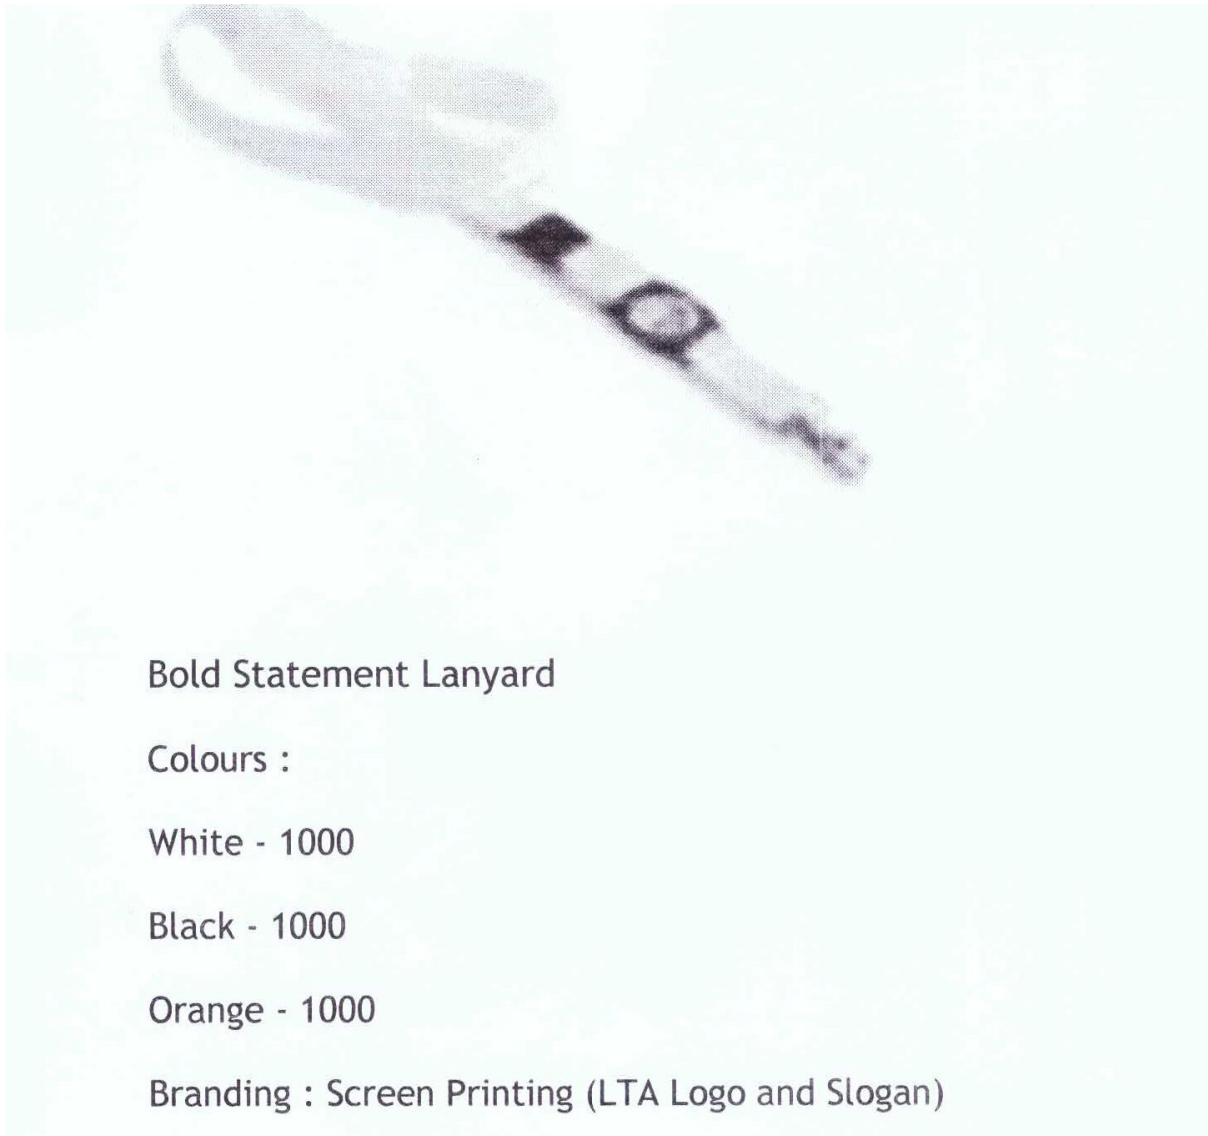 Bold Statement Lanyard
Colours :
White - 1000
Black - 1000
Orange - 1000
Branding : Screen Printing (LTA Logo and Slogan)